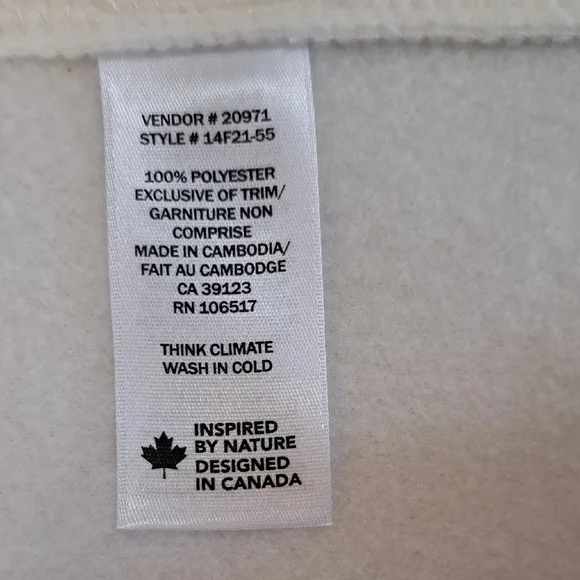 VENDOR # 20971
STYLE # 14F21-55
100% POLYESTER
EXCLUSIVE OF TRIM/
GARNITURE NON
COMPRISE
MADE IN CAMBODIA/
FAIT AU CAMBODGE
CA 39123
RN 106517
THINK CLIMATE
WASH IN COLD
INSPIRED
BY NATURE
DESIGNED
IN CANADA